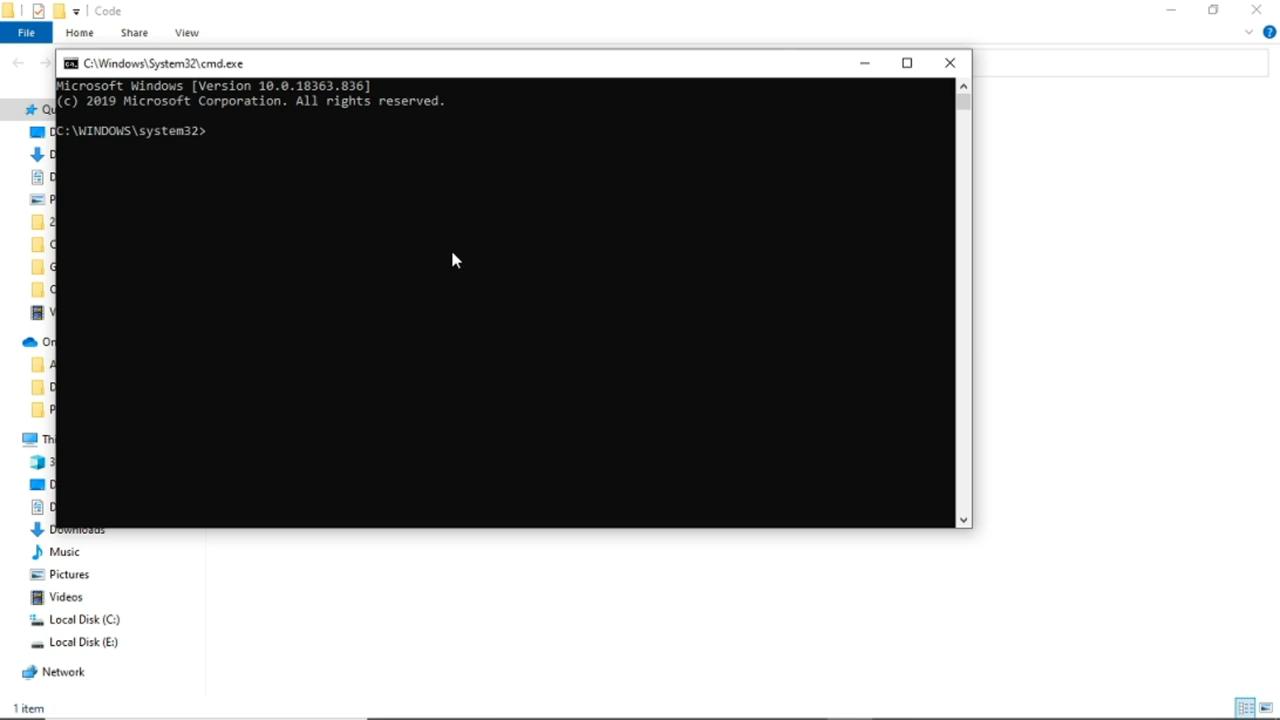 Code
File Home Share View
C:\Windows\System32\cmd.exe
Microsoft Windows [Version 10.0.18363.836]
(c) 2019 Microsoft Corporation. All rights reserved.
C:\WINDOWS\system32>
Downloads
Music
Pictures
Videos
Local Disk (C:)
Local Disk (E:)
Network
1 item